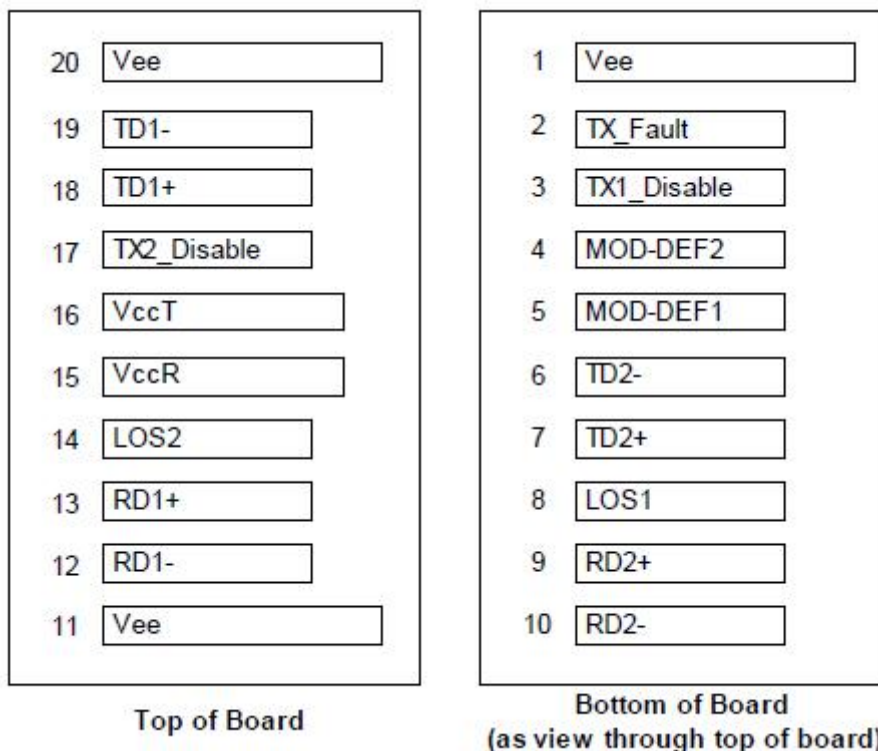 20 Vee
19 TD1-
18 TD1+
17 TX2_Disable
16 VccT
15 VccR
14 LOS2
13 RD1+
12 RD1-
11 Vee
Top of Board
1 Vee
2 TX_Fault
3 TX1_Disable
4 MOD-DEF2
5 MOD-DEF1
6 TD2-
7 TD2+
8 LOS1
9 RD2+
10 RD2-
Bottom of Board
(as view through top of board)